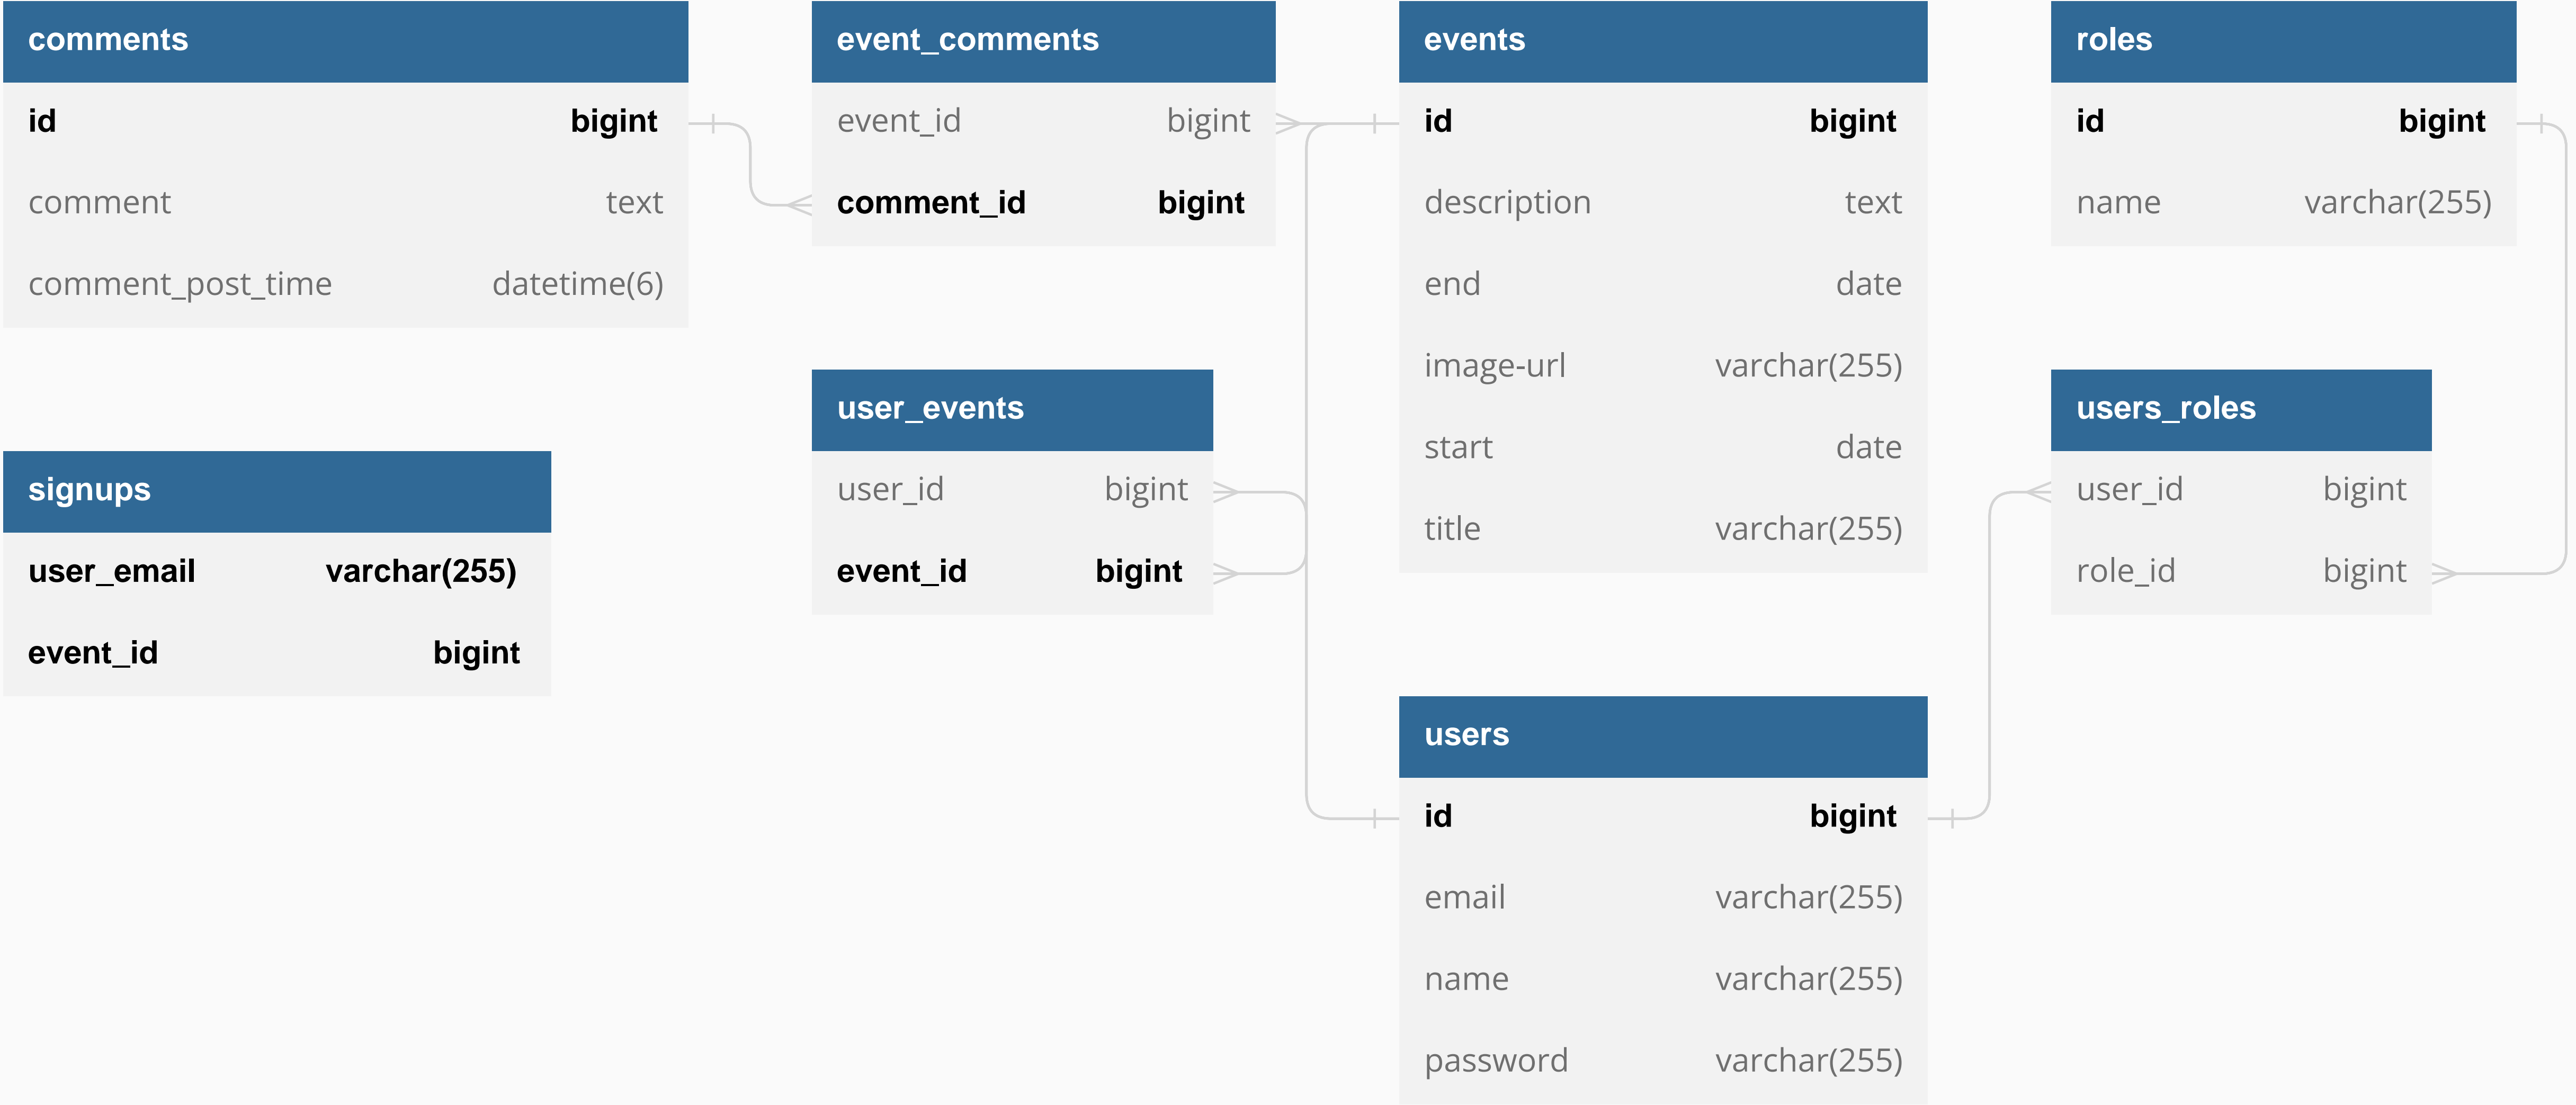 comments
id bigint
comment text
comment_post_time datetime(6)
signups
user_email varchar(255)
event_id bigint
event_comments
event_id bigint
comment_id bigint
user_events
user_id bigint
event_id bigint
events
id bigint
description text
end date
image-url varchar(255)
start date
title varchar(255)
users
id bigint
email varchar(255)
name varchar(255)
password varchar(255)
roles
id bigint
name varchar(255)
users_roles
user_id bigint
role_id bigint